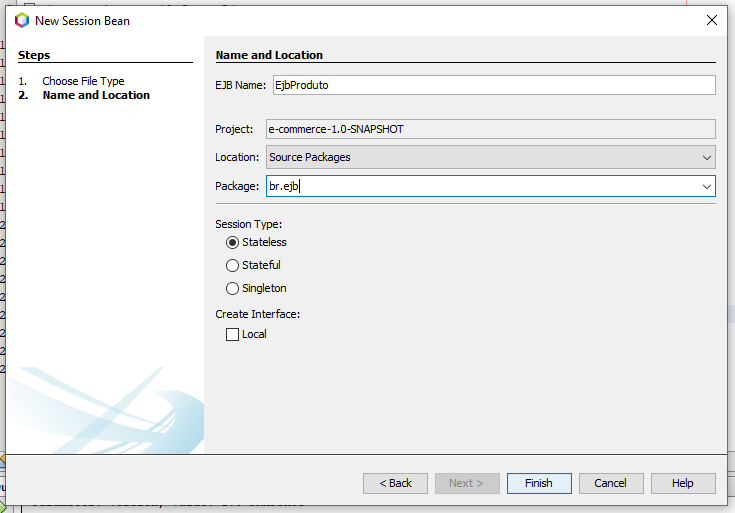 New Session Bean
Steps
1. Choose File Type
2. Name and Location
Name and Location
EJB Name: EjbProduto
Project: e-commerce-1.0-SNAPSHOT
Location: Source Packages
Package: br.ejb
Session Type:
Stateless
Stateful
Singleton
Create Interface:
Local
< Back
Next >
Finish
Cancel
Help